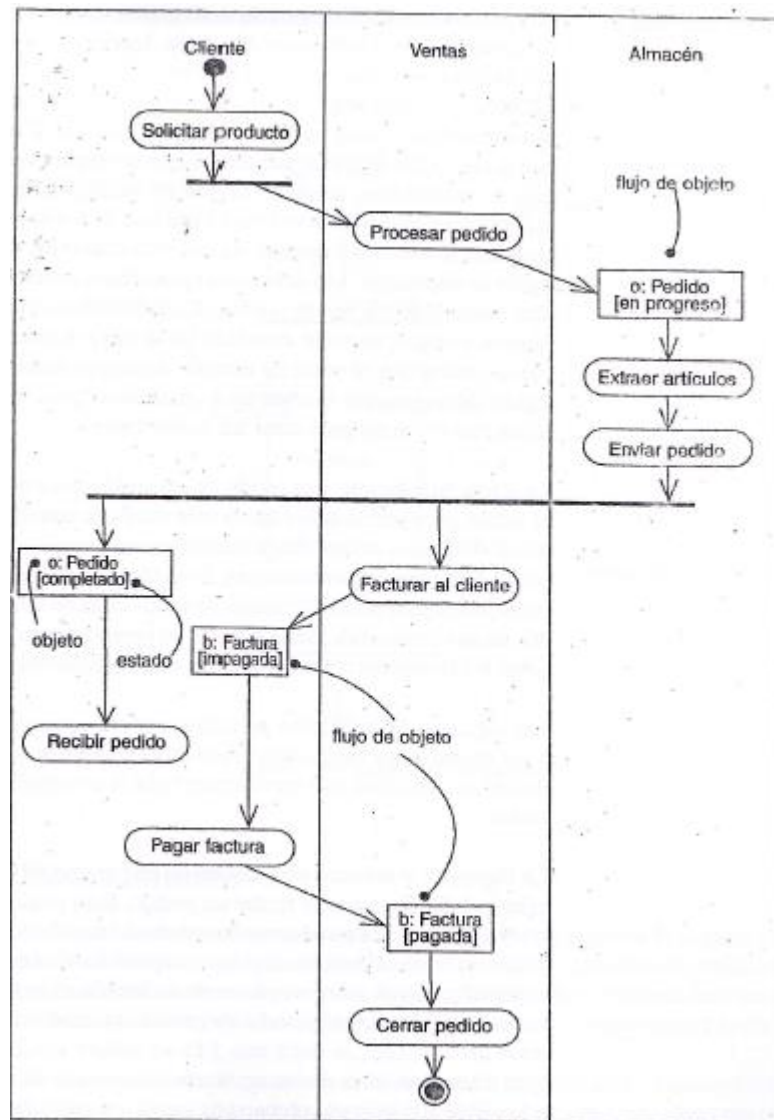 Cliente
Ventas
Almacén
Solicitar producto
flujo de objeto
Procesar pedido
o: Pedido
[en progreso]
Extraer artículos
Enviar pedido
o: Pedido
[completado]
Facturar al cliente
objeto
estado
b: Factura
[impagada]
Recibir pedido
flujo de objeto
Pagar factura
b: Factura
[pagada]
Cerrar pedido